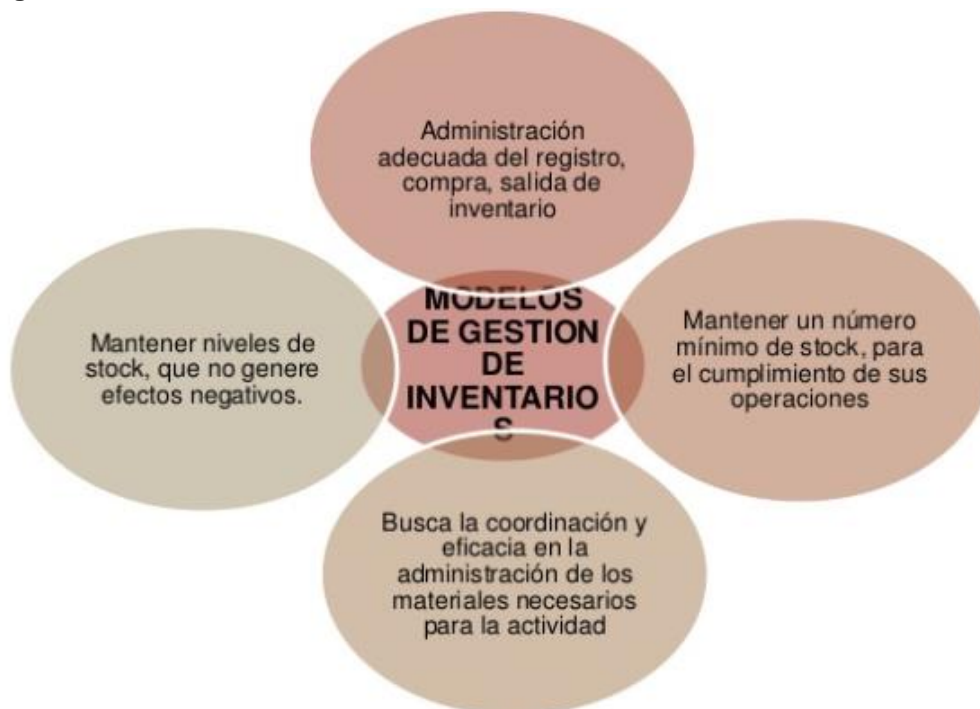 Administración
adecuada del registro,
compra, salida de
inventario
MODELOS
DE GESTION
DE
INVENTARIO
S
Mantener niveles de
stock, que no genere
efectos negativos.
Mantener un número
mínimo de stock, para
el cumplimiento de sus
operaciones
Busca la coordinación y
eficacia en la
administración de los
materiales necesarios
para la actividad